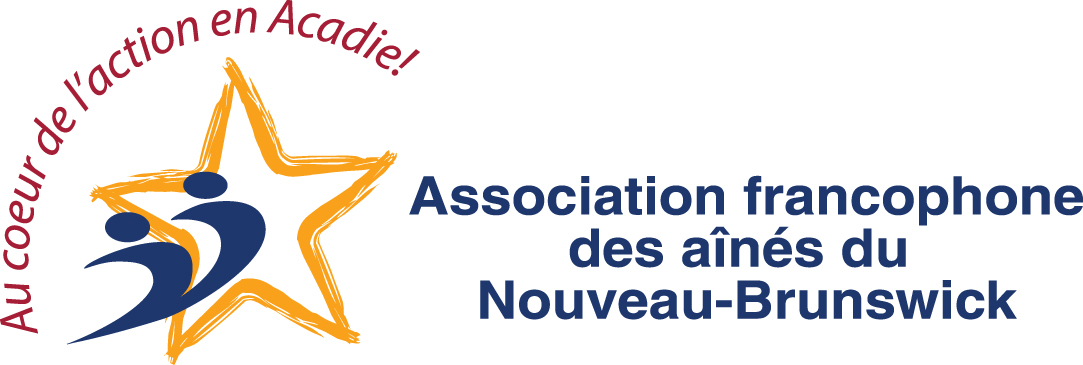 Au coeur de l'action en Acadie!
Association francophone
des aînés du
Nouveau-Brunswick